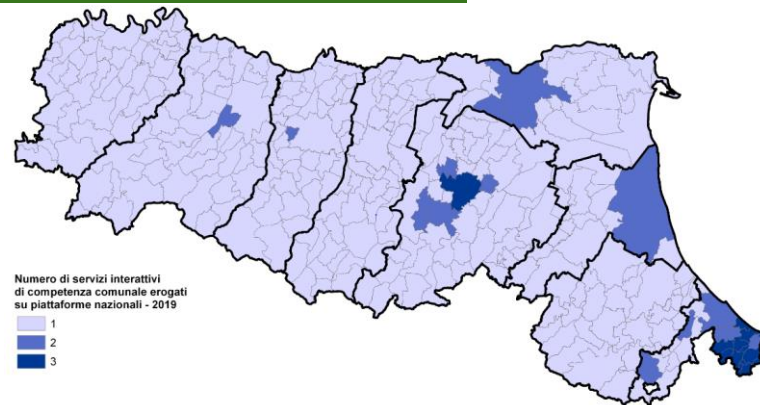 Numero di servizi interattivi
di competenza comunale erogati
su piattaforme nazionali - 2019
1
2
3